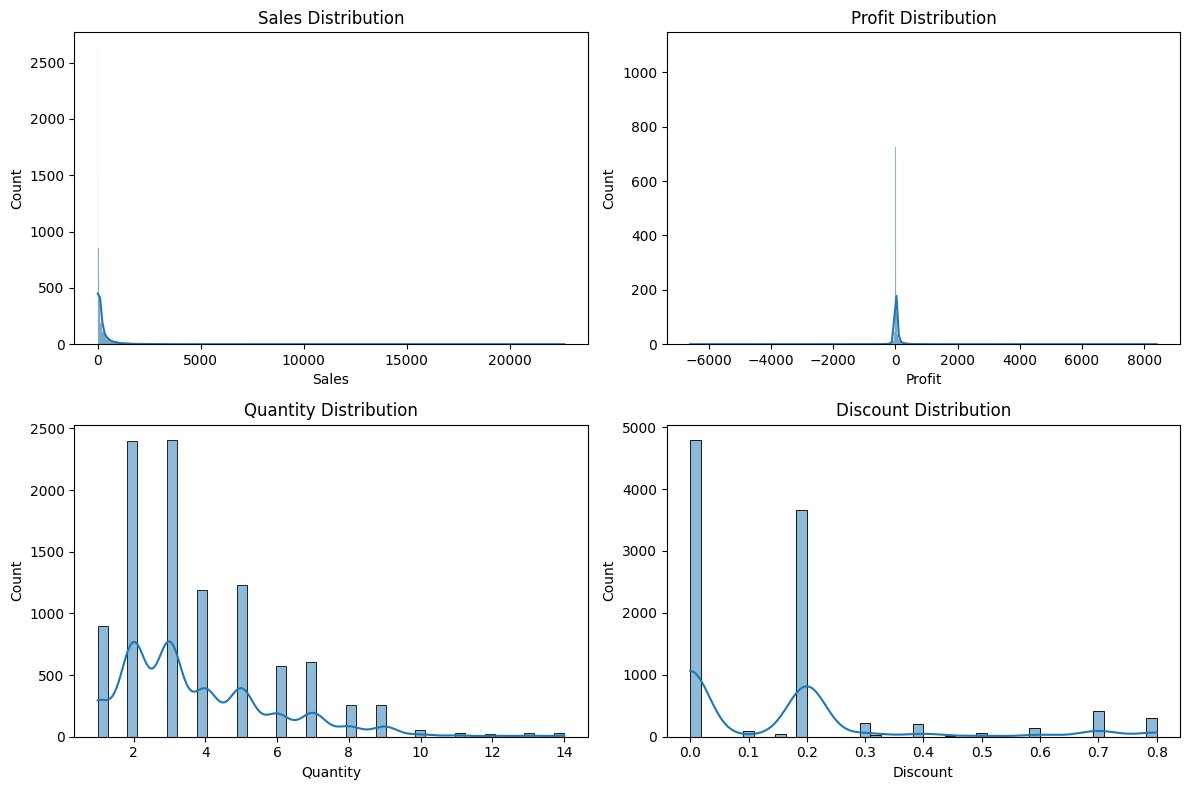 Sales Distribution
Count
2500
2000
1500
1000
500
0
0 5000 10000 15000 20000
Sales
Profit Distribution
Count
1000
800
600
400
200
0
−6000 −4000 −2000 0 2000 4000 6000 8000
Profit
Quantity Distribution
Count
2500
2000
1500
1000
500
0
2 4 6 8 10 12 14
Quantity
Discount Distribution
Count
5000
4000
3000
2000
1000
0
0.0 0.1 0.2 0.3 0.4 0.5 0.6 0.7 0.8
Discount